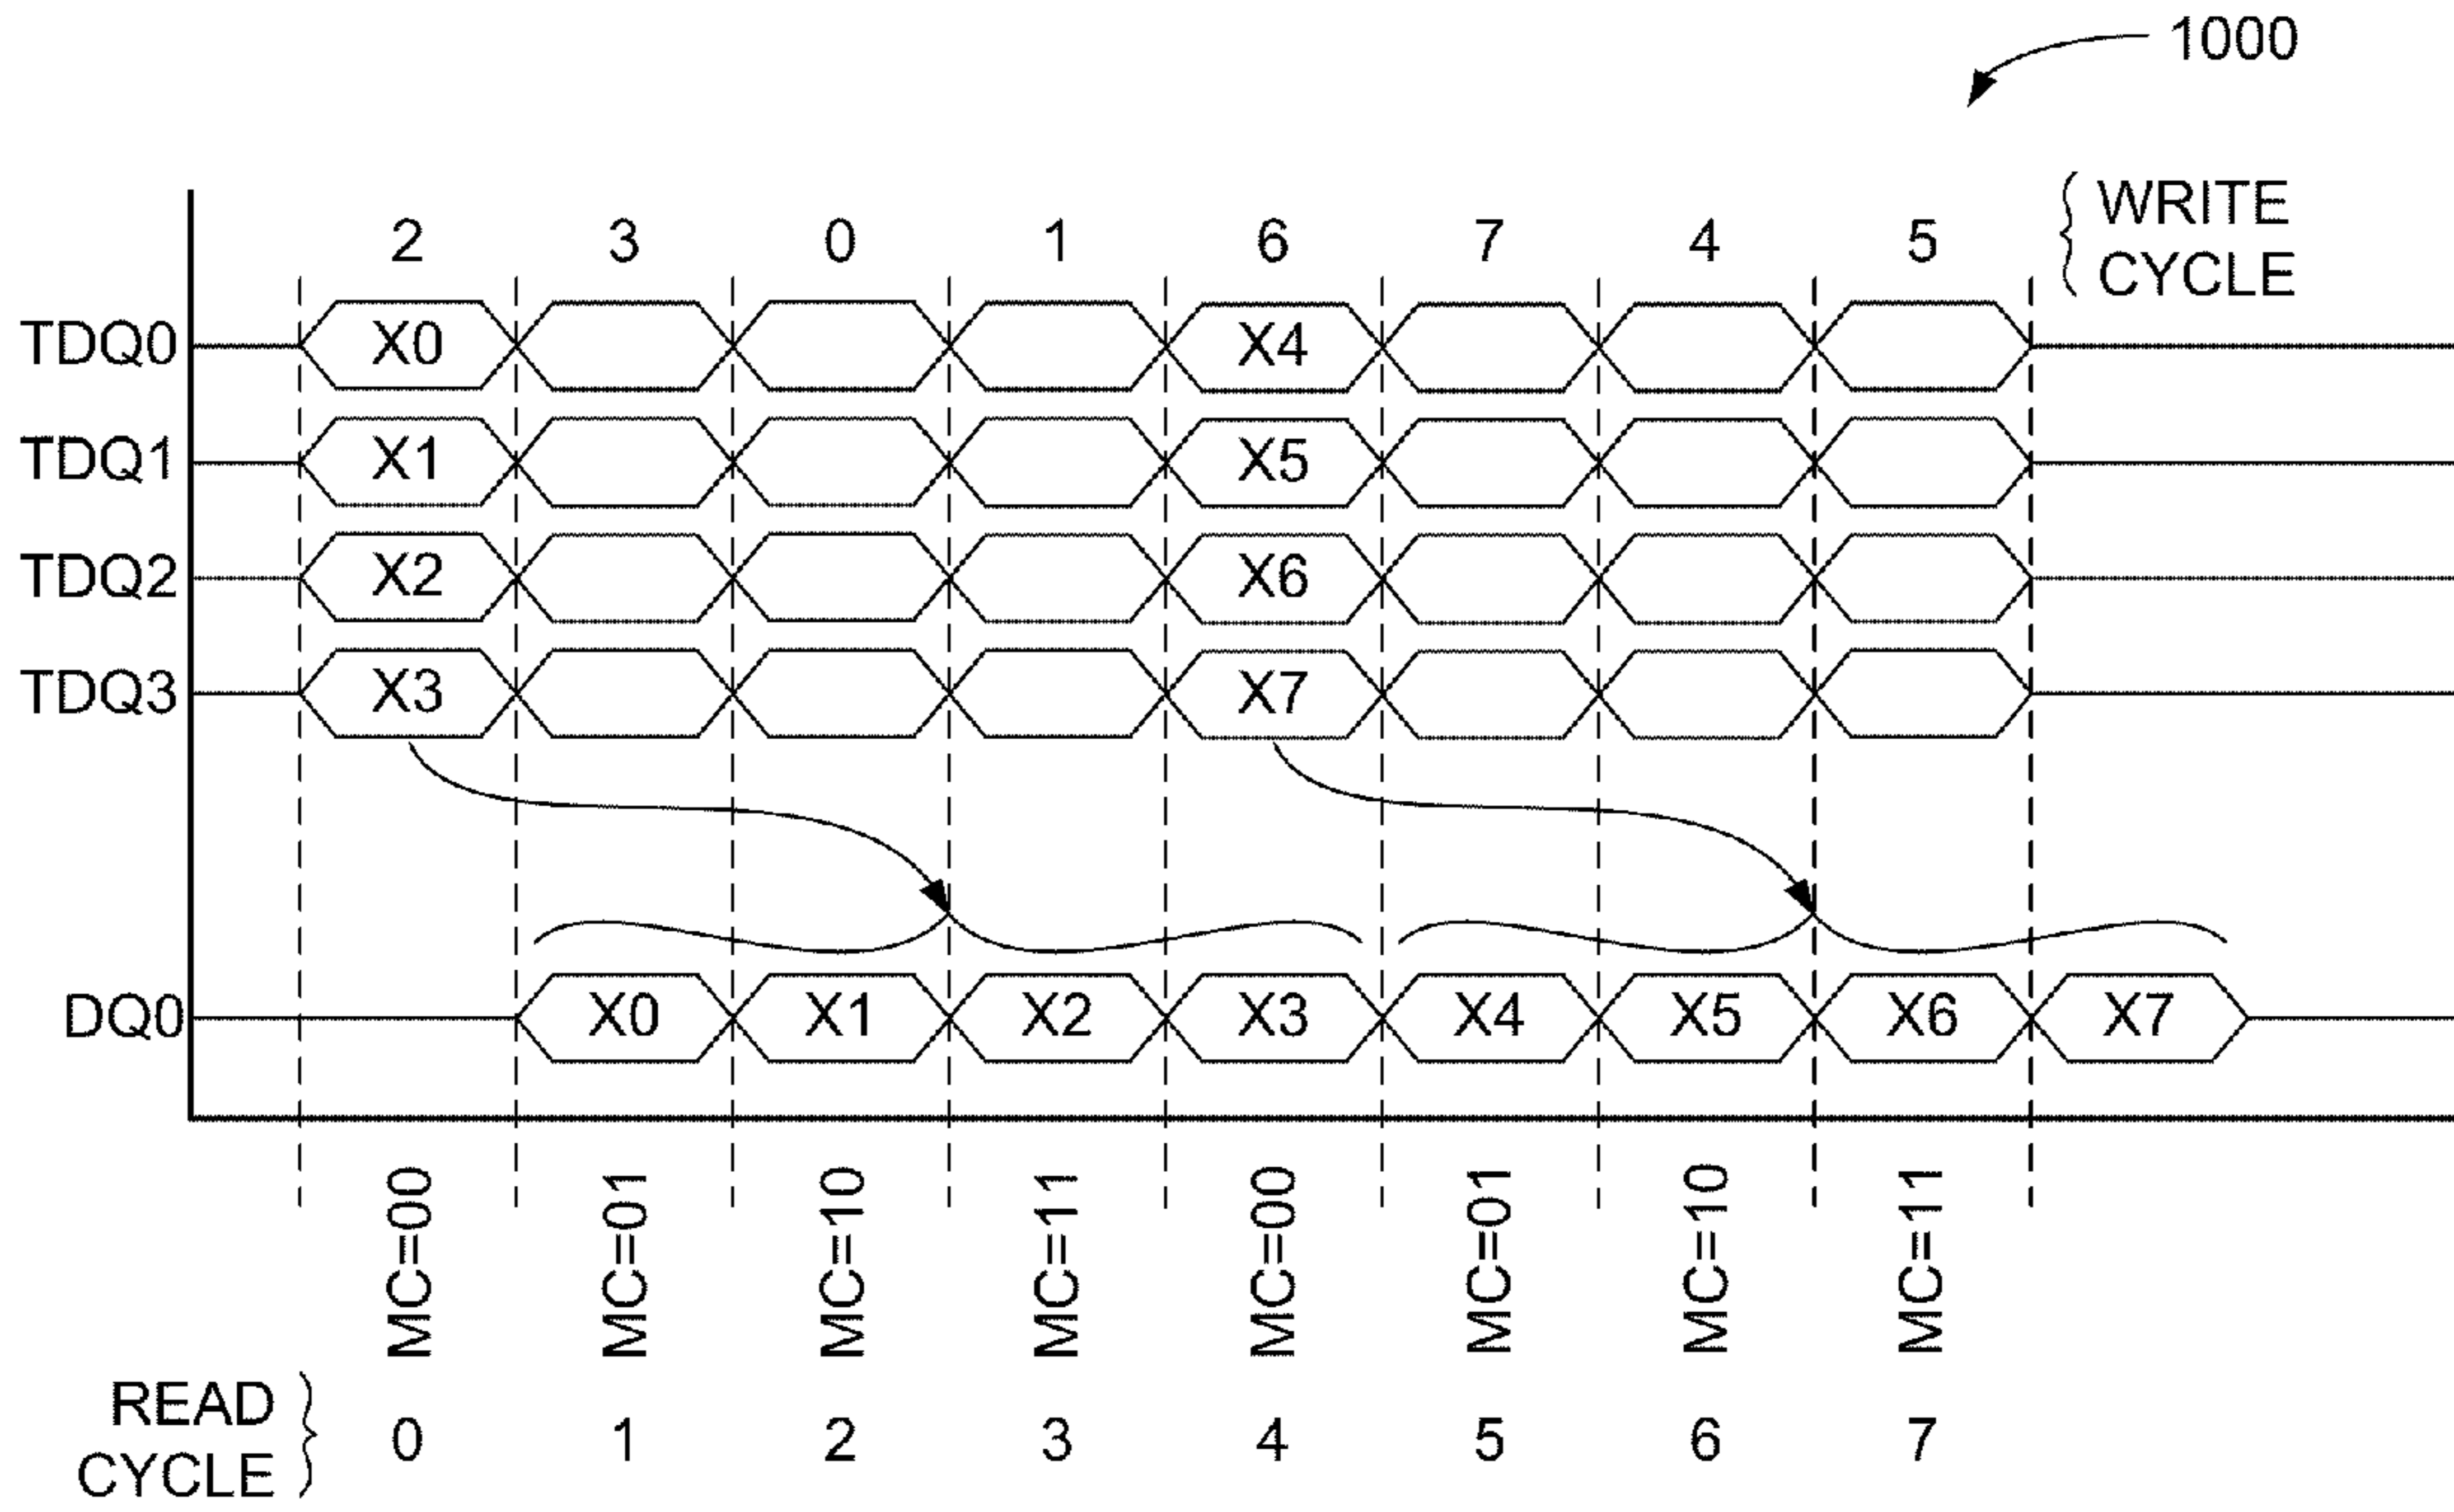 1000
WRITE
CYCLE
2 3 0 1 6 7 4 5
TDQ0 X0 X4
TDQ1 X1 X5
TDQ2 X2 X6
TDQ3 X3 X7
DQ0 X0 X1 X2 X3 X4 X5 X6 X7
MC=00 MC=01 MC=10 MC=11 MC=00 MC=01 MC=10 MC=11
READ
CYCLE
0 1 2 3 4 5 6 7